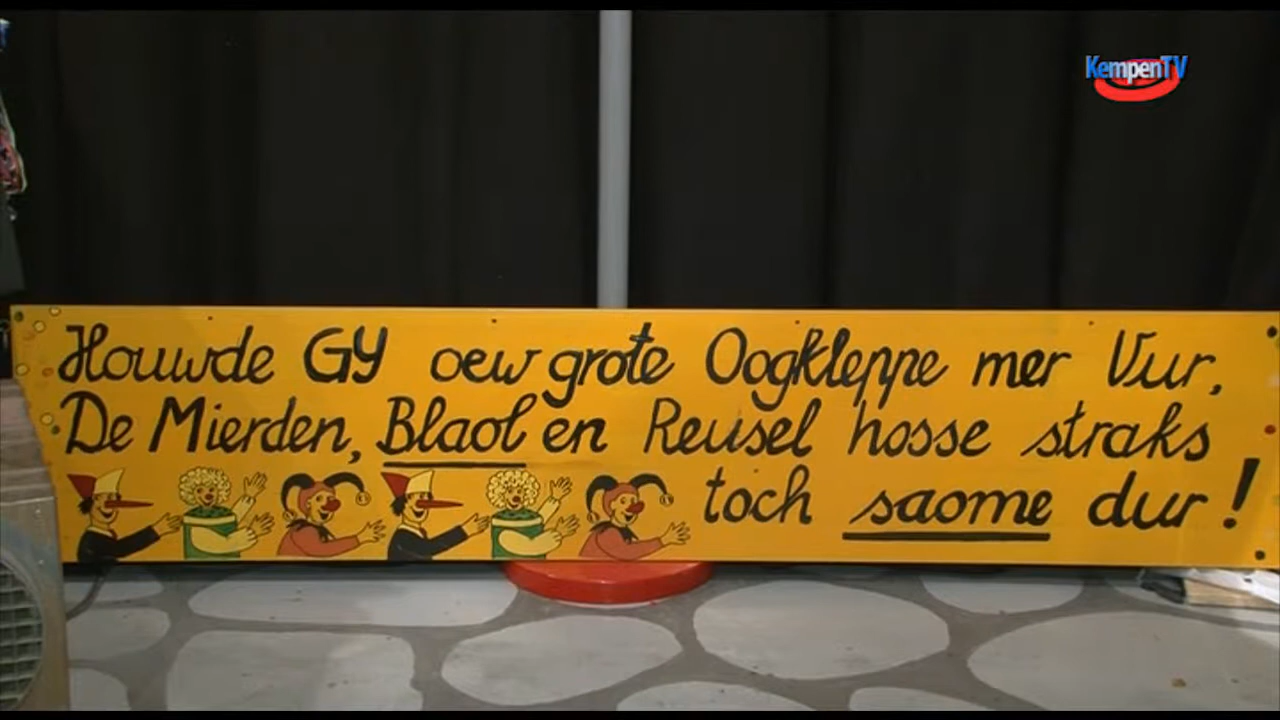 KempenTV
Houwde GY oew grote Oogkleppe mer Vur,
De Mierden, Blaol en Reusel hosse straks
toch saome dur!